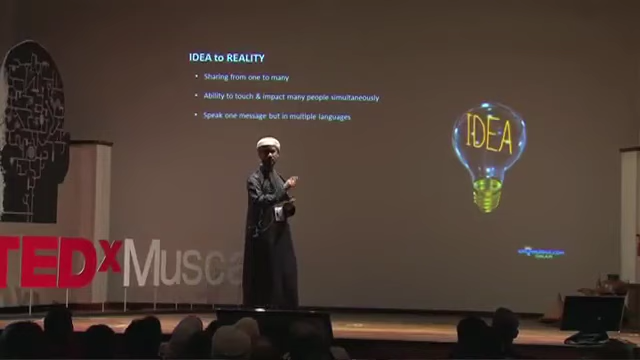 IDEA to REALITY
• Sharing from one to many
• Ability to touch & impact many people simultaneously
• Speak one message but in multiple languages
IDEA
TEDxMusca